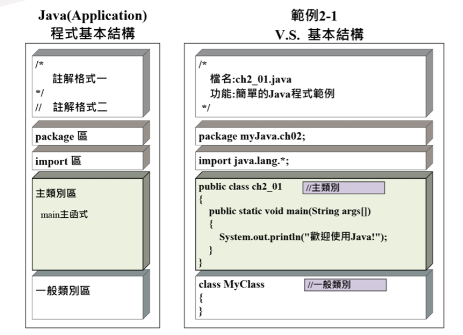 Java(Application)
程式基本結構
/*
註解格式一
*/
// 註解格式二
package 區
import 區
主類別區
main主函式
一般類別區
範例2-1
V.S. 基本結構
/*
檔名:ch2_01.java
功能:簡單的Java程式範例
*/
package myJava.ch02;
import java.lang.*;
public class ch2_01 //主類別
{
public static void main(String args[])
{
System.out.println("歡迎使用Java!");
}
}
class MyClass //一般類別
{
}